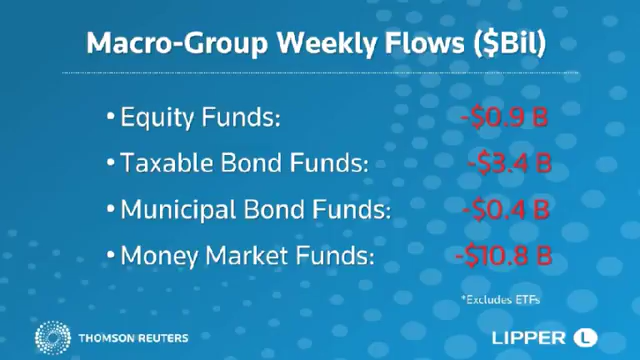 Macro-Group Weekly Flows ($Bil)
• Equity Funds: -$0.9 B
• Taxable Bond Funds: -$3.4 B
• Municipal Bond Funds: -$0.4 B
• Money Market Funds: -$10.8 B
*Excludes ETFs
THOMSON REUTERS
LIPPER L